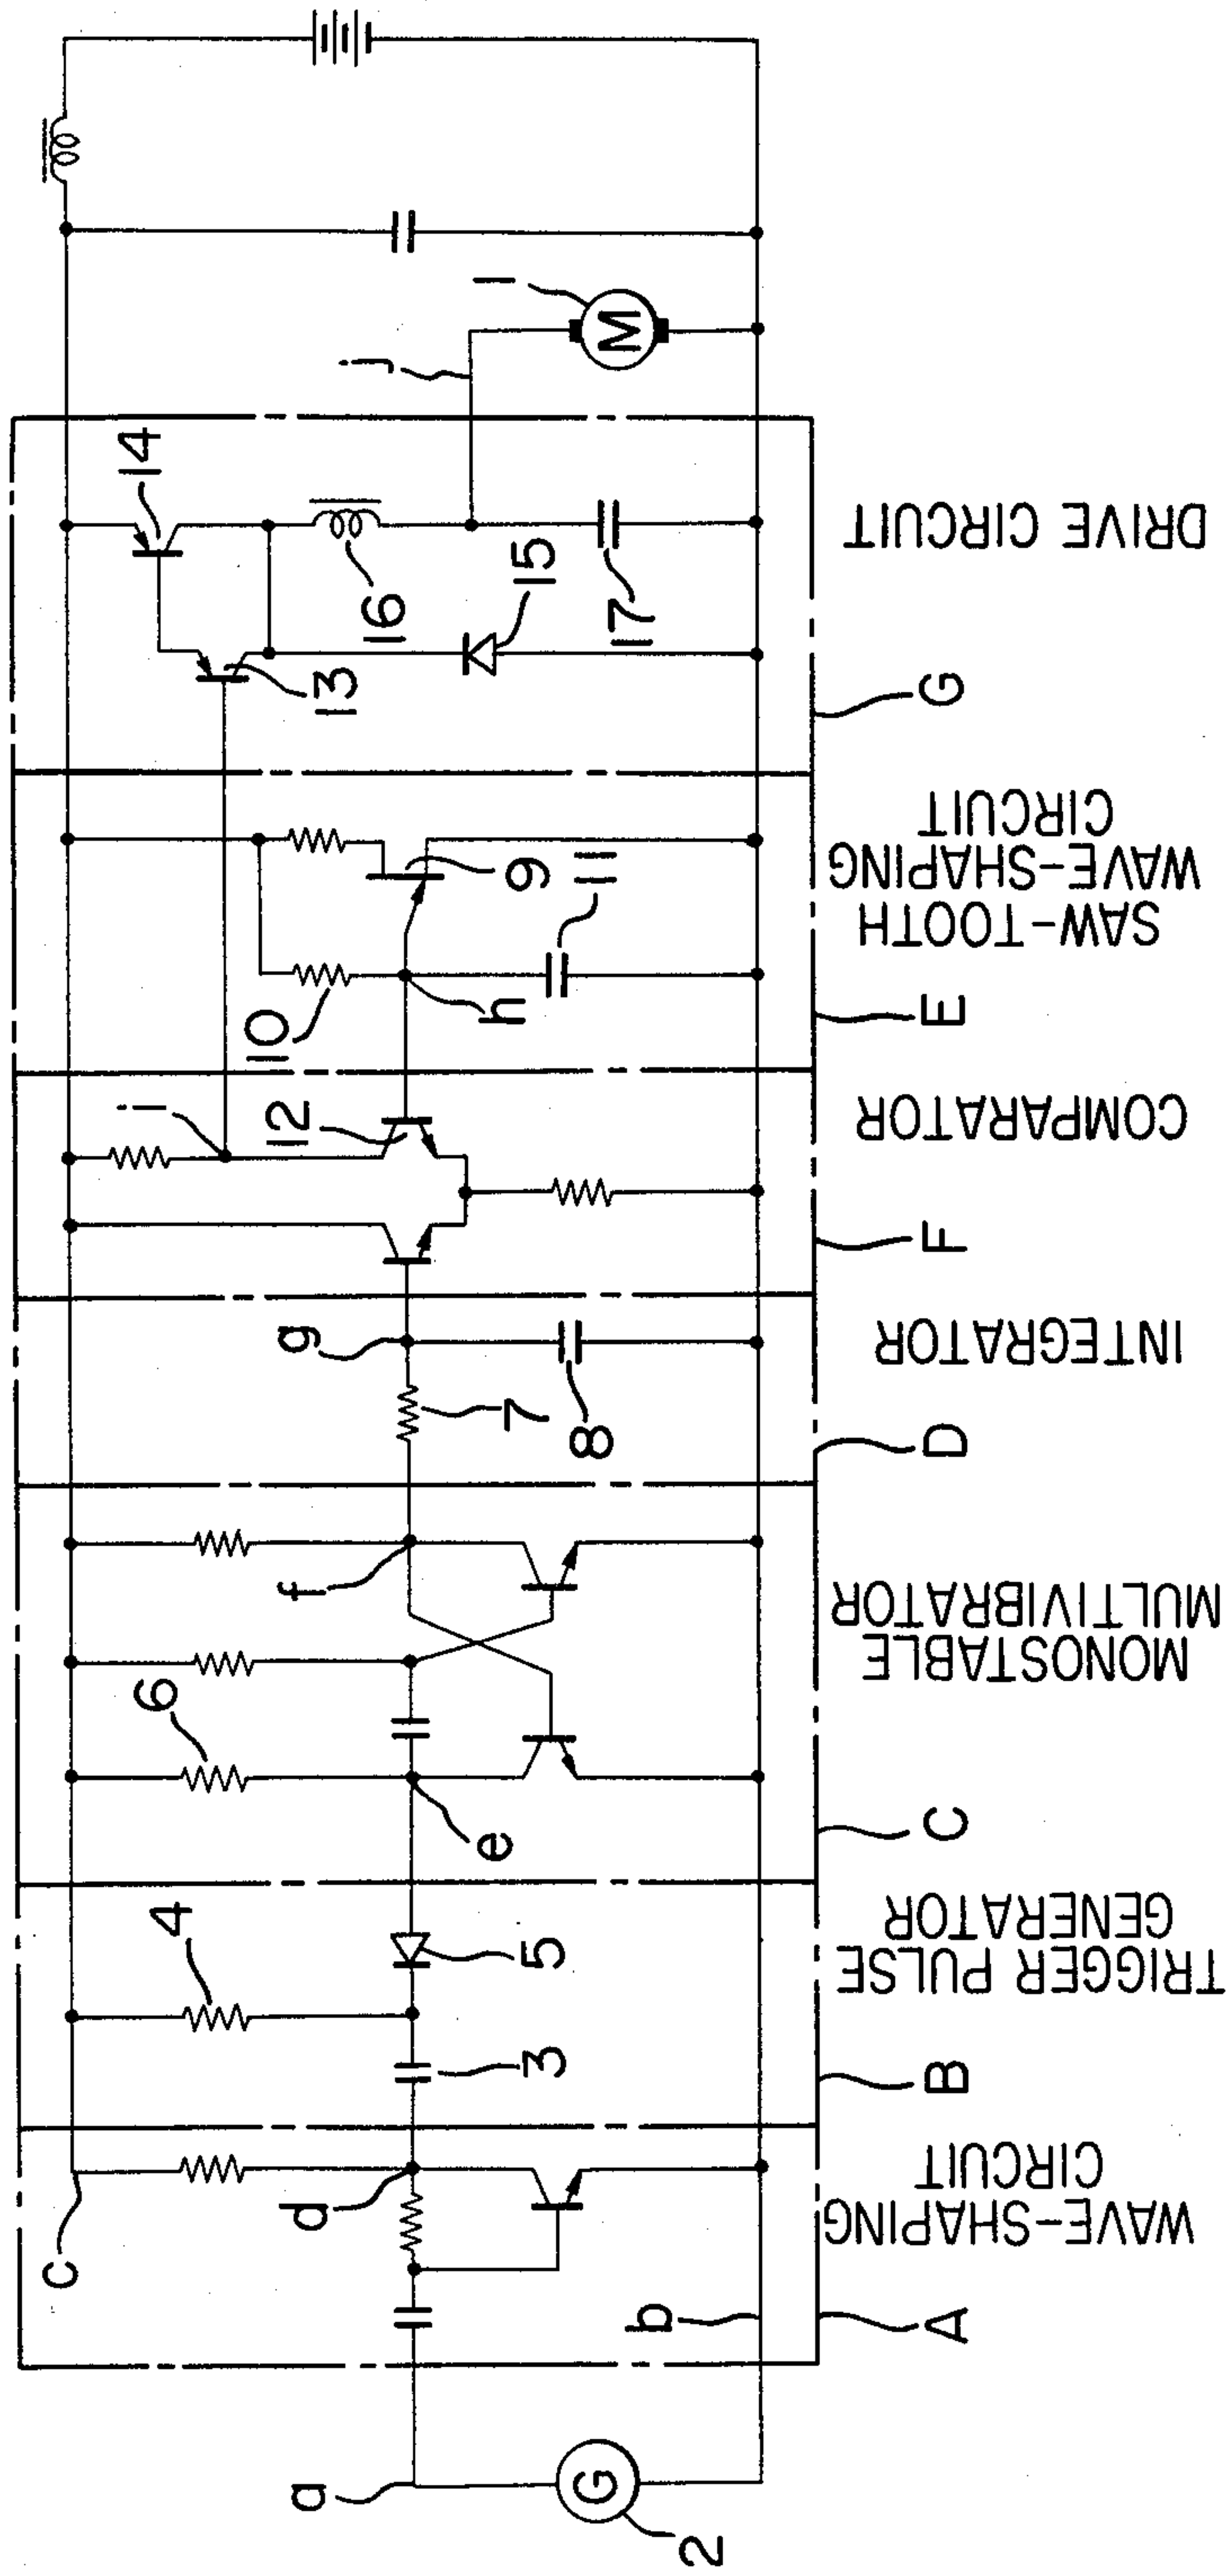 C
a
G
2
b
d
3
4
5
e
6
f
7
8
g
i
12
10
h
11
9
13
14
15
16
17
j
M
1
A
B
C
D
F
E
G
WAVE-SHAPING
CIRCUIT
TRIGGER PULSE
GENERATOR
MONOSTABLE
MULTIVIBRATOR
INTEGRATOR
COMPARATOR
SAW-TOOTH
WAVE-SHAPING
CIRCUIT
DRIVE CIRCUIT